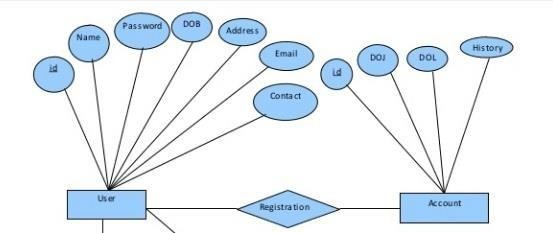 id
Name
Password
DOB
Address
Email
Contact
id
DOJ
DOL
History
User
Registration
Account